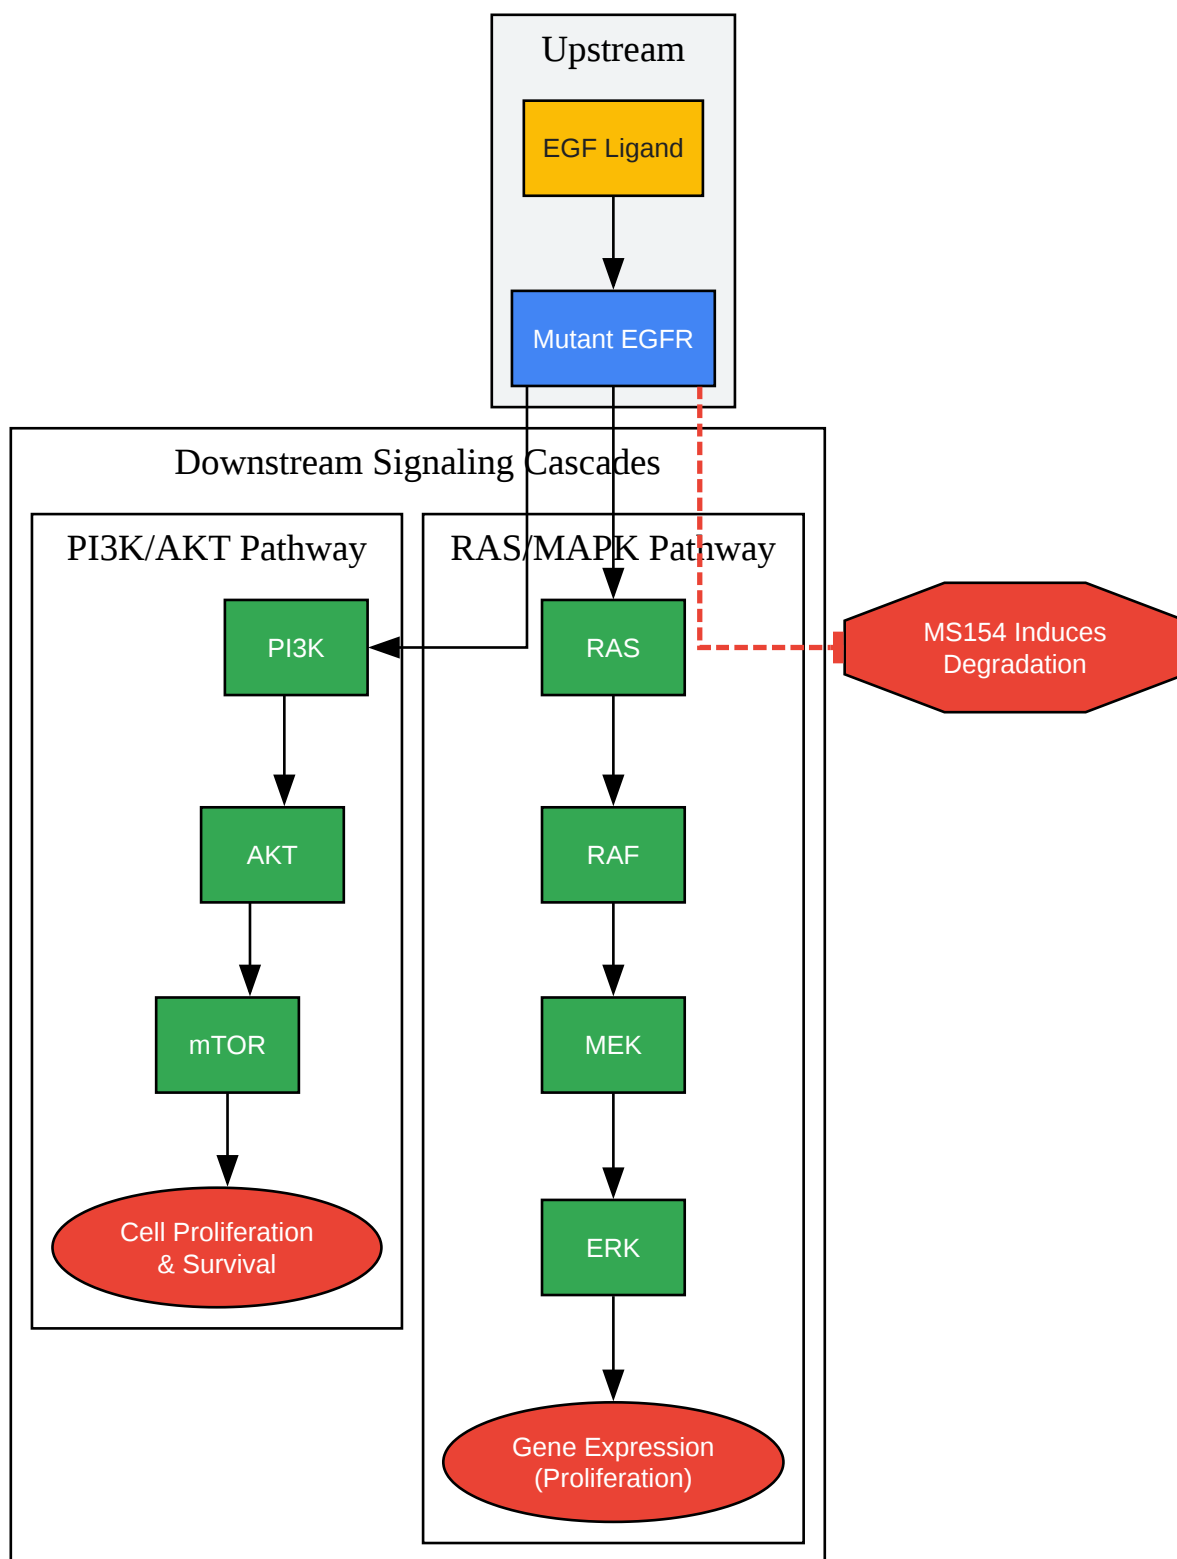 Upstream
EGF Ligand
Mutant EGFR
Downstream Signaling Cascades
PI3K/AKT Pathway
RAS/MAPK Pathway
PI3K
RAS
MS154 Induces
Degradation
AKT
RAF
mTOR
MEK
Cell Proliferation
& Survival
ERK
Gene Expression
(Proliferation)